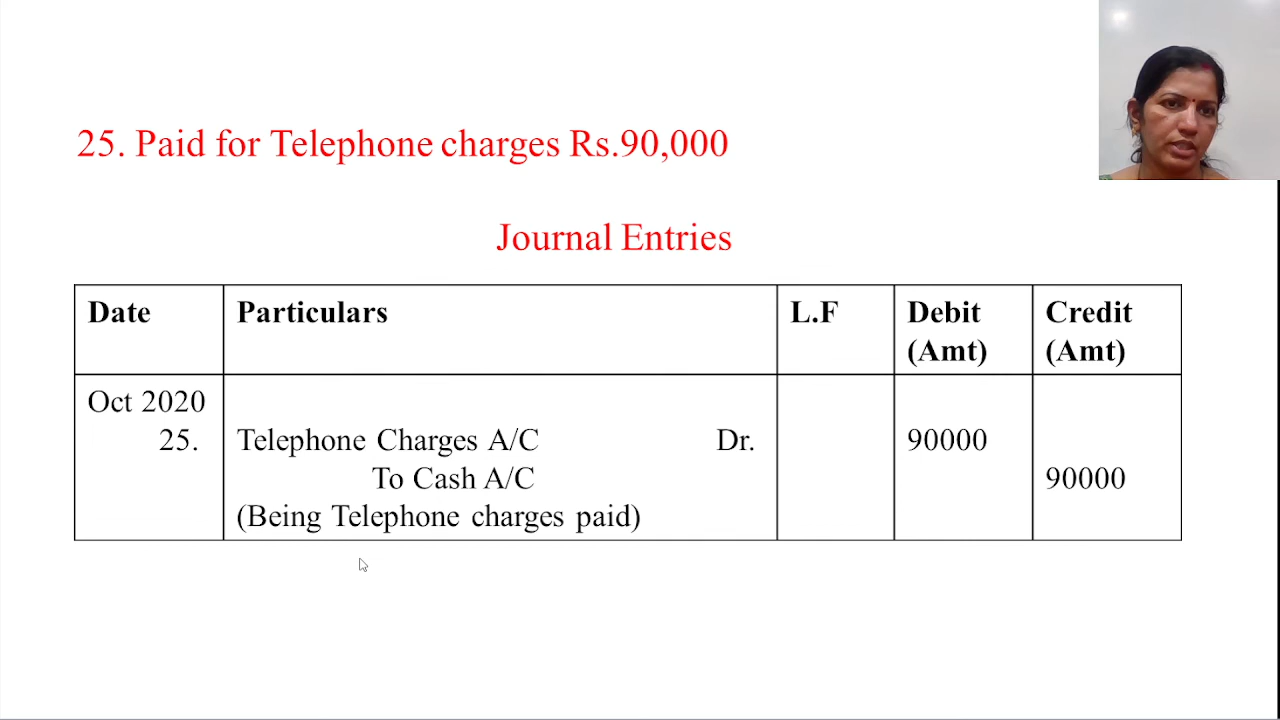 25. Paid for Telephone charges Rs.90,000
Journal Entries
Date Particulars L.F Debit (Amt) Credit (Amt)
Oct 2020
25. Telephone Charges A/C Dr. 90000
To Cash A/C 90000
(Being Telephone charges paid)